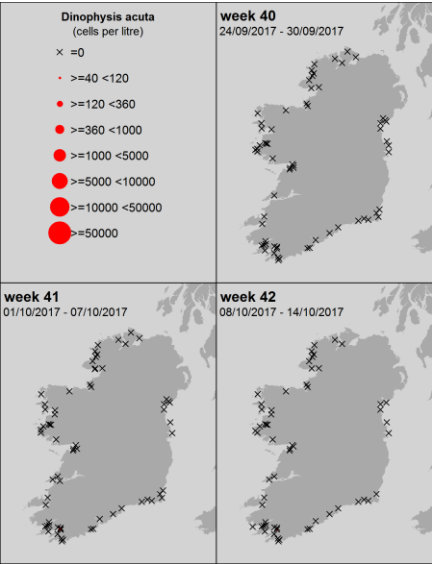 Dinophysis acuta
(cells per litre)
=0
>=40 <120
>=120 <360
>=360 <1000
>=1000 <5000
>=5000 <10000
>=10000 <50000
>=50000
week 40
24/09/2017 - 30/09/2017
week 41
01/10/2017 - 07/10/2017
week 42
08/10/2017 - 14/10/2017